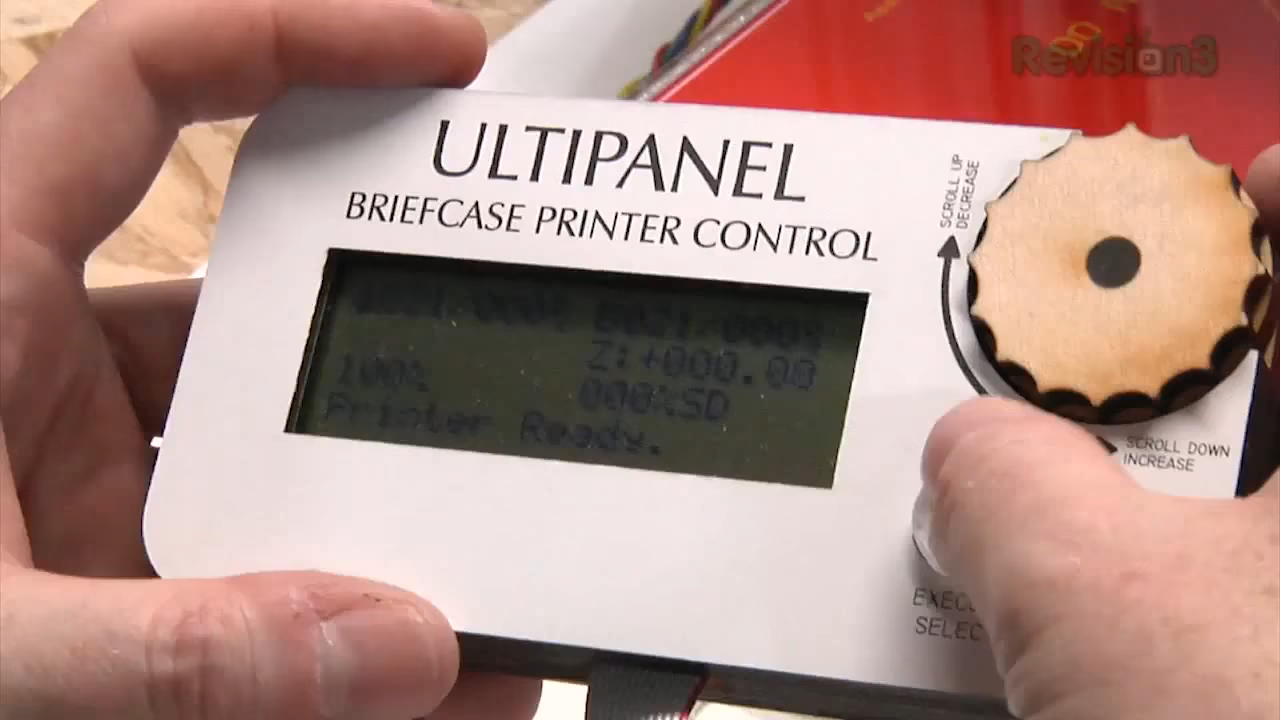 Revision3
ULTIPANEL
BRIEFCASE PRINTER CONTROL
SCROLL UP
DECREASE
Z:+000.00
100%
000%SD
Printer Ready.
SCROLL DOWN
INCREASE